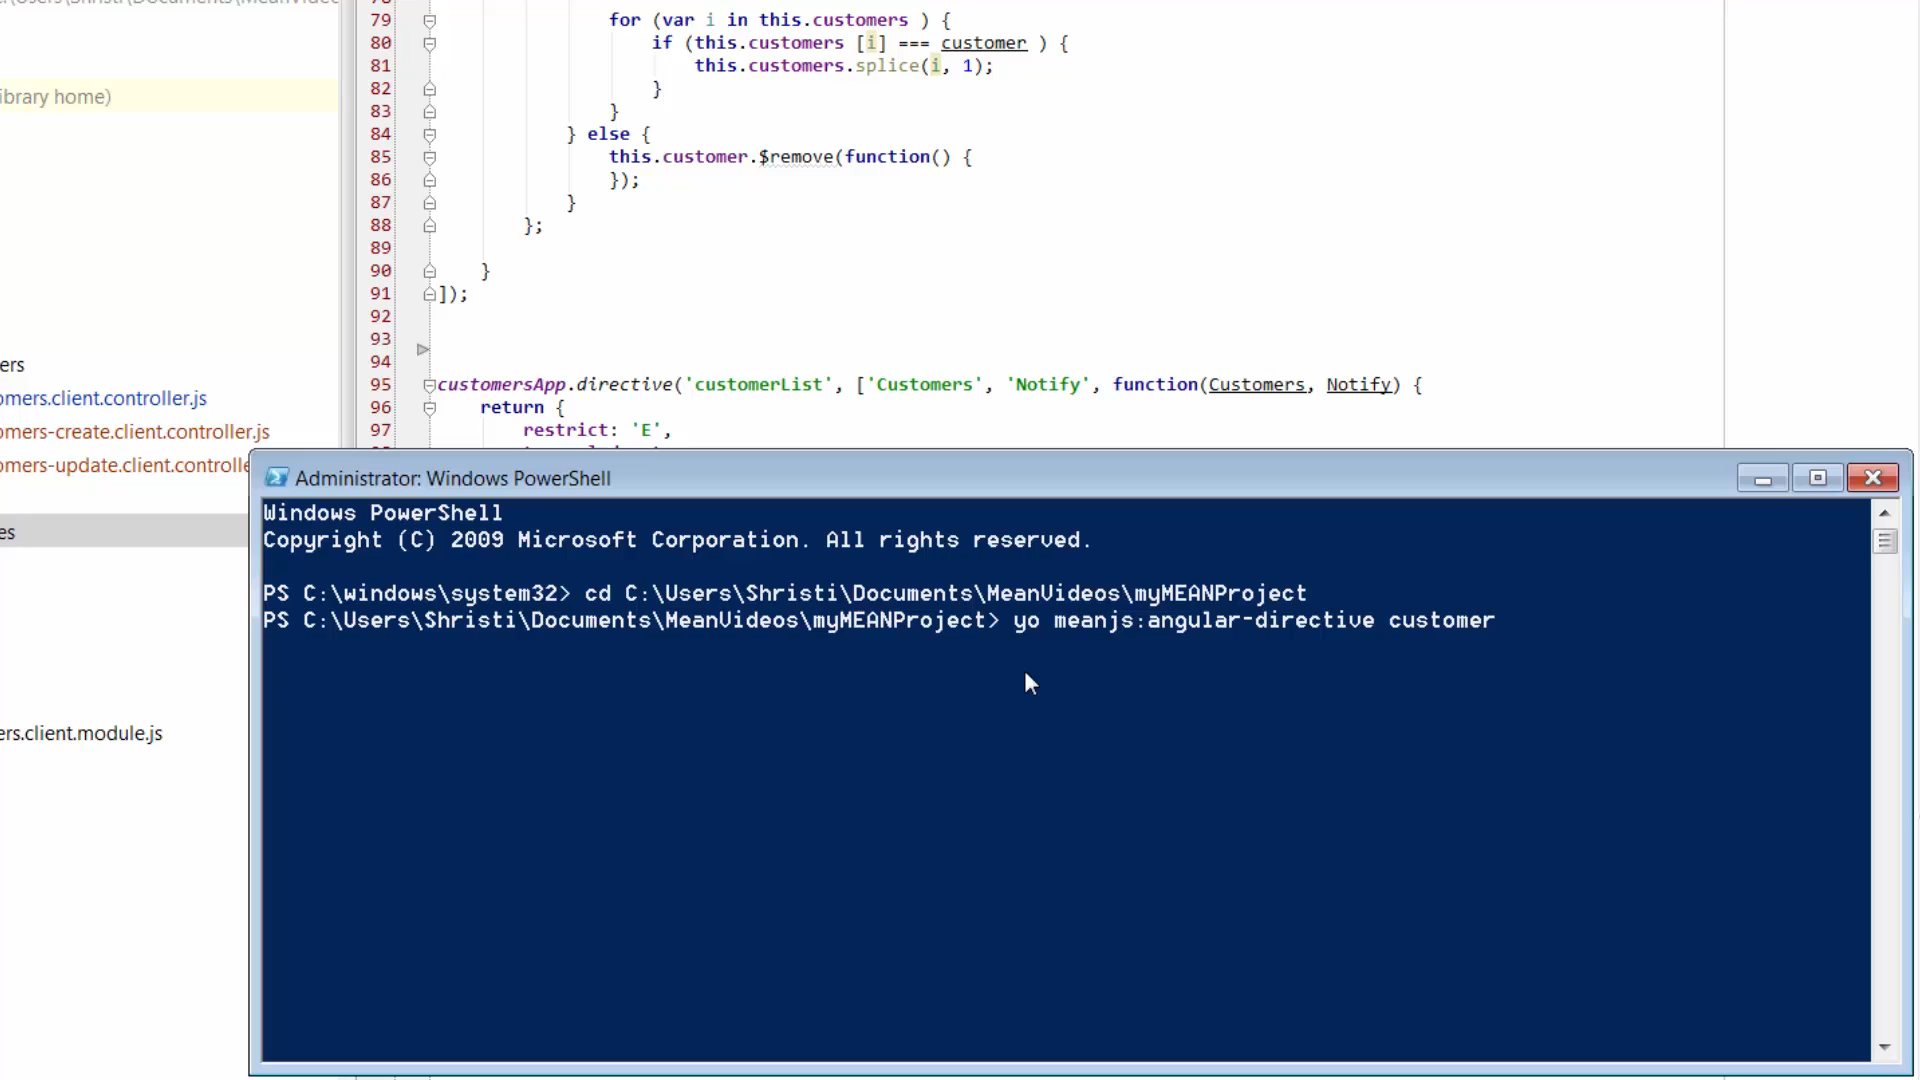 79 for (var i in this.customers ) {
80 if (this.customers [i] === customer ) {
81 this.customers.splice(i, 1);
82 }
83 }
84 } else {
85 this.customer.$remove(function() {
86 });
87 }
88 };
89
90 }
91 ]);
92
93
94
95 customersApp.directive('customerList', ['Customers', 'Notify', function(Customers, Notify) {
96 return {
97 restrict: 'E',
ibrary home)
ers
omers.client.controller.js
omers-create.client.controller.js
omers-update.client.controlle
es
ers.client.module.js
Administrator: Windows PowerShell
Windows PowerShell
Copyright (C) 2009 Microsoft Corporation. All rights reserved.
PS C:\windows\system32> cd C:\Users\Shristi\Documents\MeanVideos\myMEANProject
PS C:\Users\Shristi\Documents\MeanVideos\myMEANProject> yo meanjs:angular-directive customer